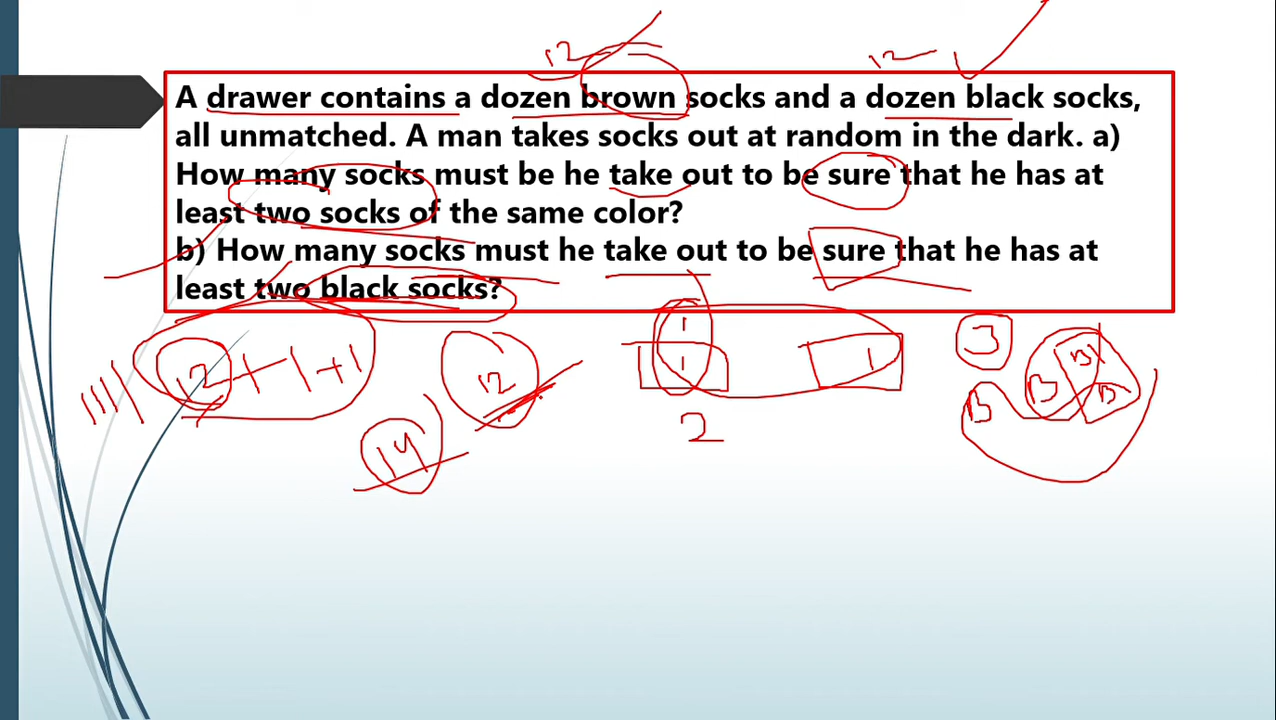 12 12
A drawer contains a dozen brown socks and a dozen black socks,
all unmatched. A man takes socks out at random in the dark. a)
How many socks must be he take out to be sure that he has at
least two socks of the same color?
b) How many socks must he take out to be sure that he has at
least two black socks?
1
12+1+1 12 1 1 3 B
B B B
14 2